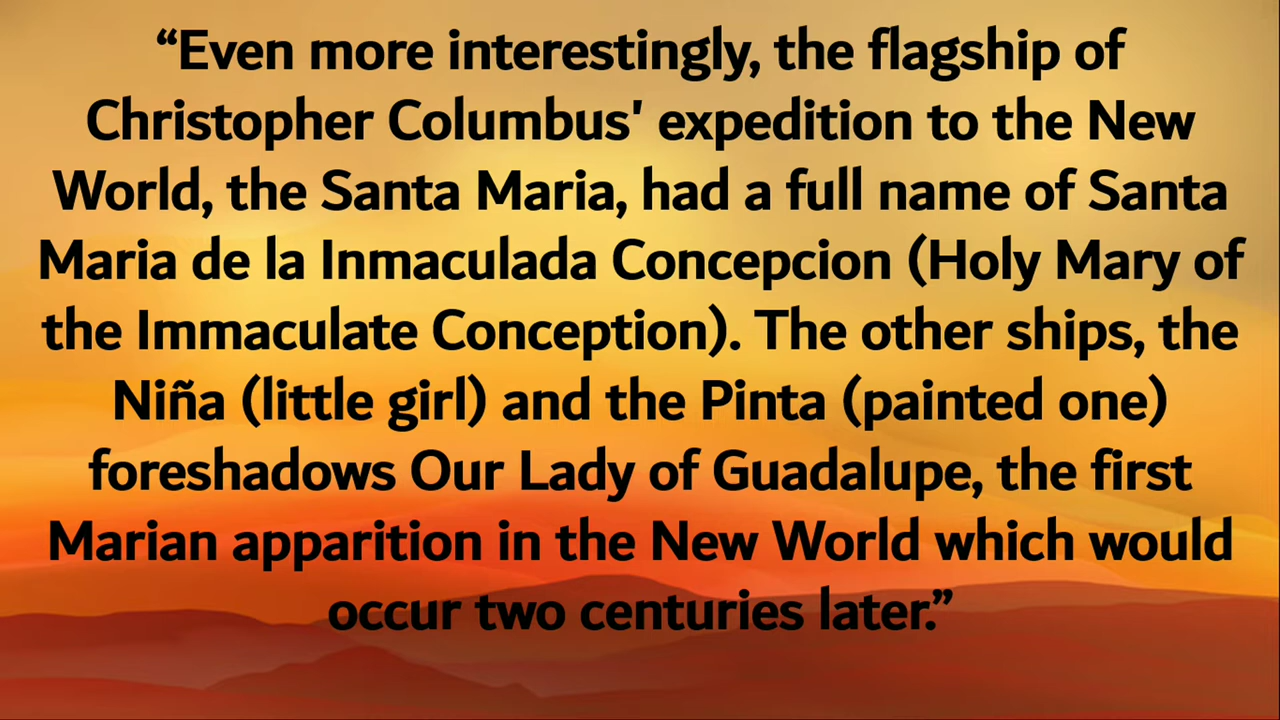 “Even more interestingly, the flagship of
Christopher Columbus' expedition to the New
World, the Santa Maria, had a full name of Santa
Maria de la Inmaculada Concepcion (Holy Mary of
the Immaculate Conception). The other ships, the
Niña (little girl) and the Pinta (painted one)
foreshadows Our Lady of Guadalupe, the first
Marian apparition in the New World which would
occur two centuries later.”